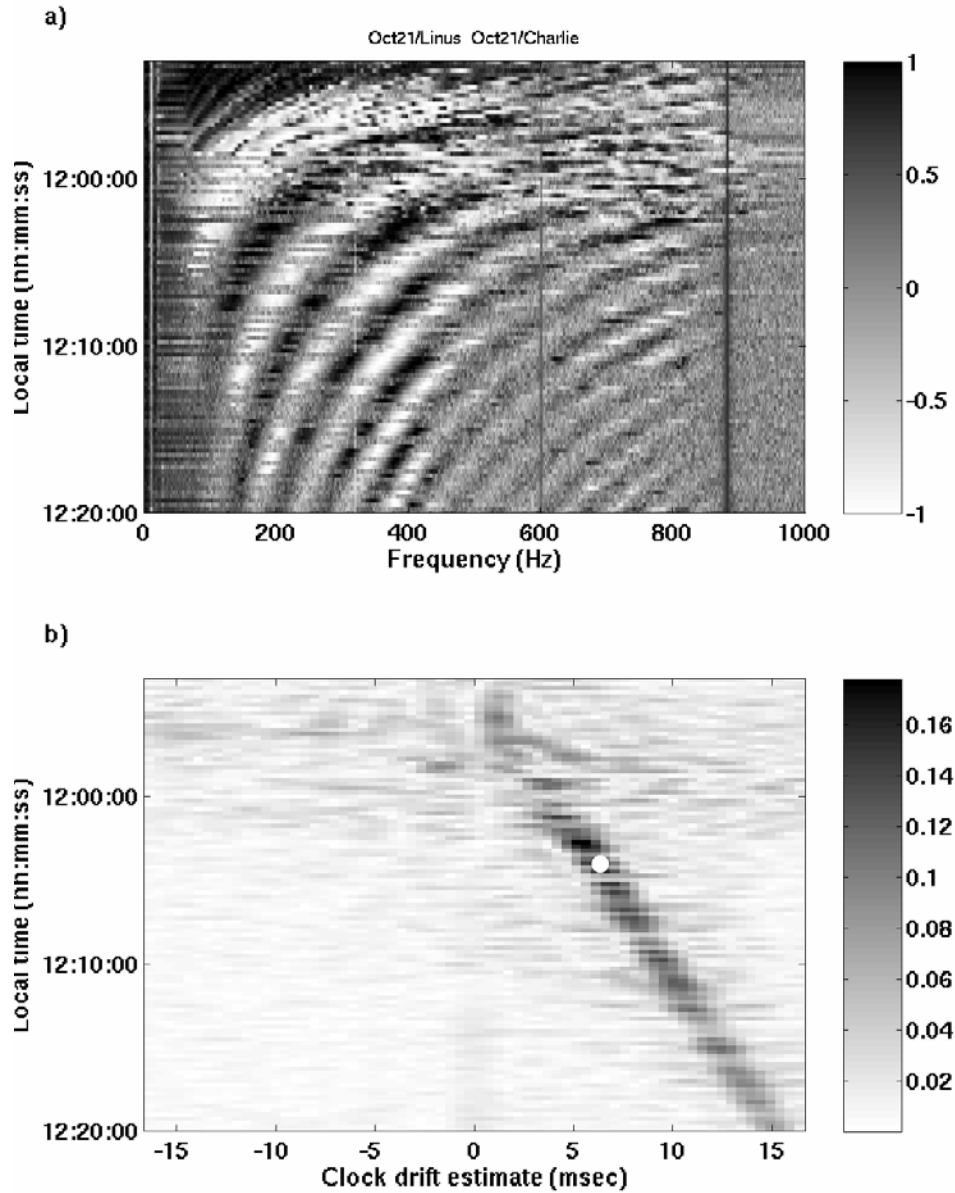 a)
Oct21/Linus Oct21/Charlie
Local time (hh:mm:ss)
12:00:00
12:10:00
12:20:00
0 200 400 600 800 1000
Frequency (Hz)
1
0.5
0
-0.5
-1
b)
Local time (hh:mm:ss)
12:00:00
12:10:00
12:20:00
-15 -10 -5 0 5 10 15
Clock drift estimate (msec)
0.16
0.14
0.12
0.1
0.08
0.06
0.04
0.02